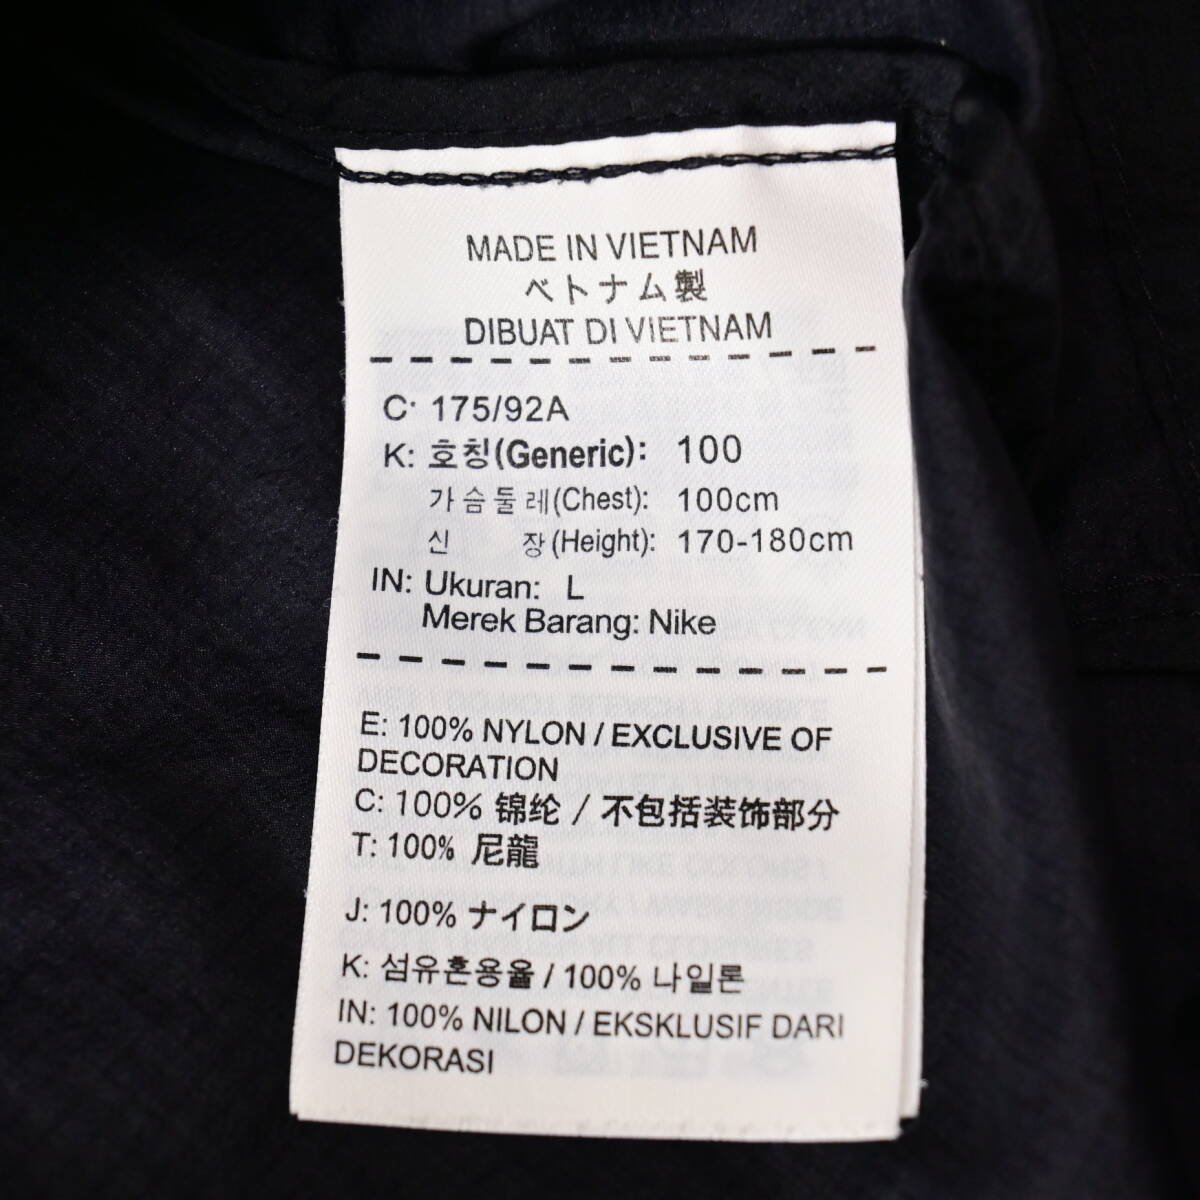 MADE IN VIETNAM
ベトナム製
DIBUAT DI VIETNAM
C: 175/92A
K: 호칭(Generic): 100
가슴둘레(Chest): 100cm
신 장(Height): 170-180cm
IN: Ukuran: L
Merek Barang: Nike
E: 100% NYLON / EXCLUSIVE OF
DECORATION
C: 100% 锦纶 / 不包括装饰部分
T: 100% 尼龍
J: 100% ナイロン
K: 섬유혼용율 / 100% 나일론
IN: 100% NILON / EKSKLUSIF DARI
DEKORASI